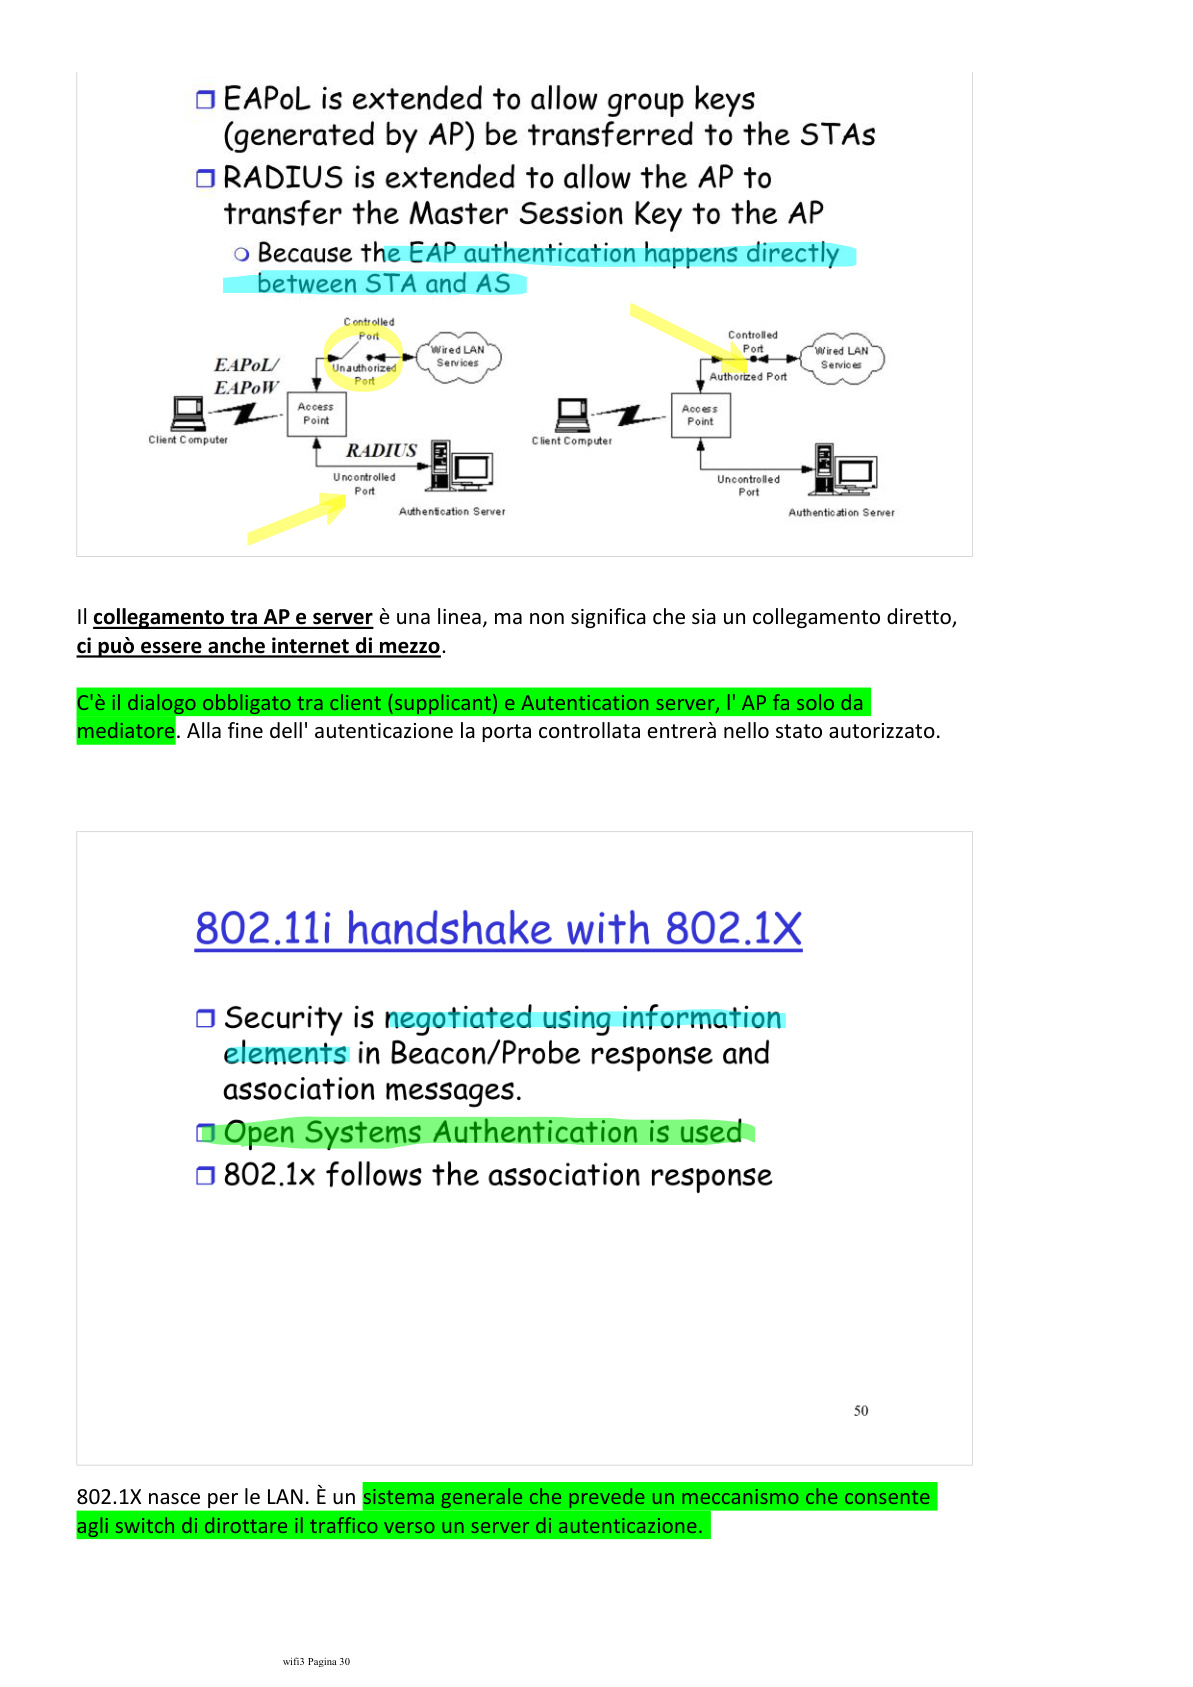 EAPoL is extended to allow group keys
(generated by AP) be transferred to the STAs
RADIUS is extended to allow the AP to
transfer the Master Session Key to the AP
Because the EAP authentication happens directly
between STA and AS
Controlled
Port
Unauthorized
Port
Wired LAN
Services
EAPoL/
EAPoW
Access
Point
Client Computer
RADIUS
Uncontrolled
Port
Authentication Server
Controlled
Port
Authorized Port
Wired LAN
Services
Access
Point
Client Computer
Uncontrolled
Port
Authentication Server
Il collegamento tra AP e server è una linea, ma non significa che sia un collegamento diretto,
ci può essere anche internet di mezzo.
C'è il dialogo obbligato tra client (supplicant) e Autentication server, l' AP fa solo da
mediatore. Alla fine dell' autenticazione la porta controllata entrerà nello stato autorizzato.
802.11i handshake with 802.1X
Security is negotiated using information
elements in Beacon/Probe response and
association messages.
Open Systems Authentication is used
802.1x follows the association response
50
802.1X nasce per le LAN. È un sistema generale che prevede un meccanismo che consente
agli switch di dirottare il traffico verso un server di autenticazione.
wifi3 Pagina 30